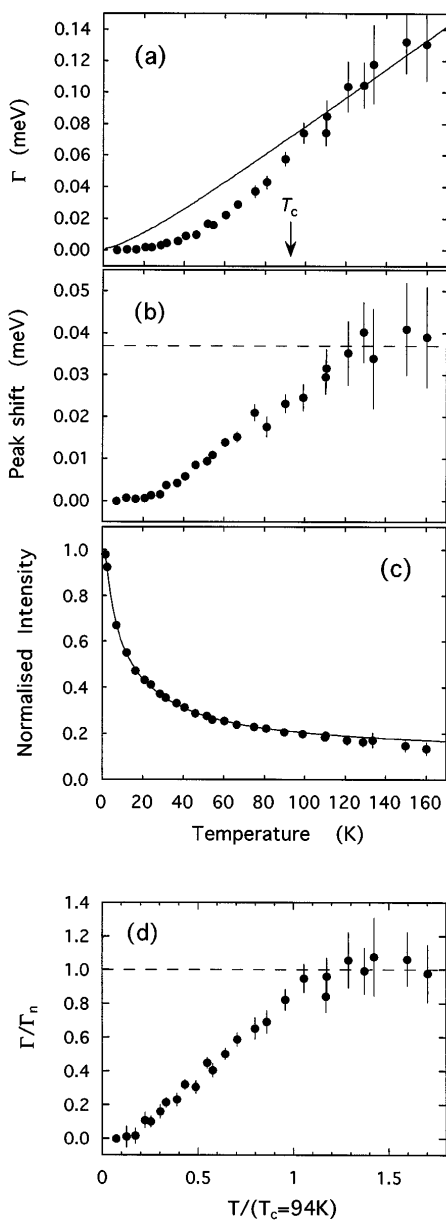 (a)
Γ (meV)
0.14
0.12
0.10
0.08
0.06
0.04
0.02
0.00
Tc
(b)
Peak shift (meV)
0.05
0.04
0.03
0.02
0.01
0.00
(c)
Normalised Intensity
1.0
0.8
0.6
0.4
0.2
0.0
0 20 40 60 80 100 120 140 160
Temperature (K)
(d)
Γ/Γn
1.4
1.2
1.0
0.8
0.6
0.4
0.2
0.0
0.0 0.5 1 1.5
T/(Tc=94K)